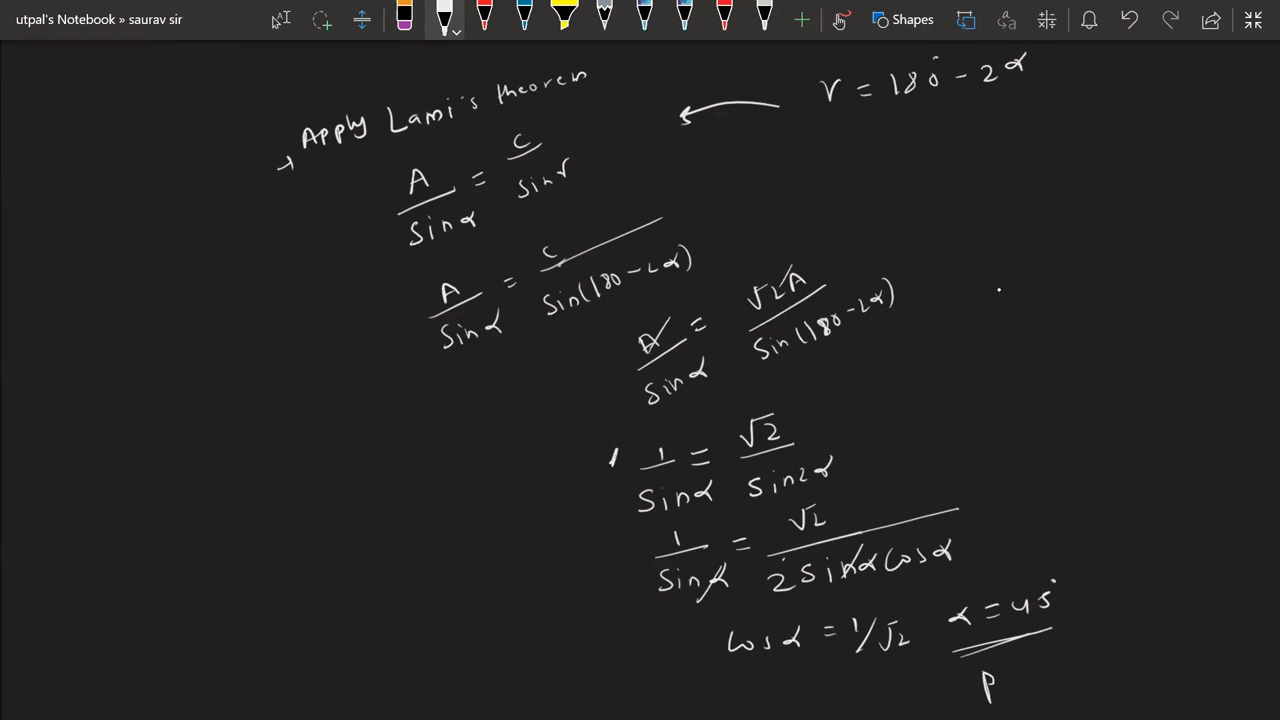 utpal's Notebook » saurav sir
Shapes
γ = 180° - 2α
→ Apply Lami's theorem
A/sinα = C/sinγ
A/sinα = C/sin(180-2α)
A/sinα = √2A/sin(180-2α)
1/sinα = √2/sin2α
1/sinα = √2/2sinαcosα
cosα = 1/√2 α = 45°
P